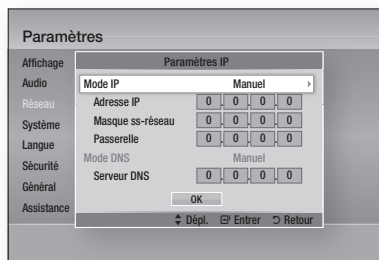 Paramètres
Affichage
Audio
Réseau
Système
Langue
Sécurité
Général
Assistance
Paramètres IP
Mode IP Manuel
Adresse IP 0 . 0 . 0 . 0
Masque ss-réseau 0 . 0 . 0 . 0
Passerelle 0 . 0 . 0 . 0
Mode DNS Manuel
Serveur DNS 0 . 0 . 0 . 0
OK
Dépl. Entrer Retour